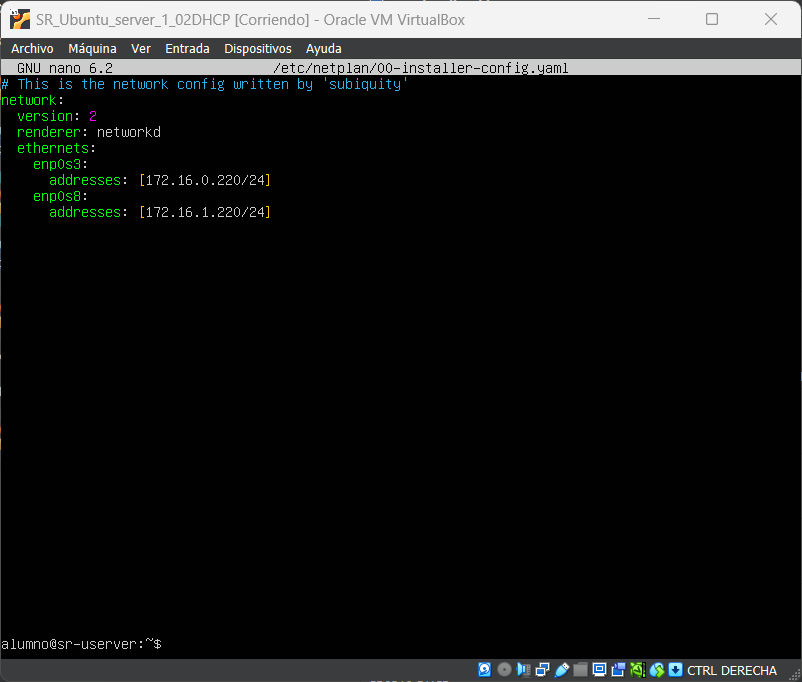 SR_Ubuntu_server_1_02DHCP [Corriendo] - Oracle VM VirtualBox
Archivo Máquina Ver Entrada Dispositivos Ayuda
GNU nano 6.2 /etc/netplan/00-installer-config.yaml
# This is the network config written by 'subiquity'
network:
  version: 2
  renderer: networkd
  ethernets:
    enp0s3:
      addresses: [172.16.0.220/24]
    enp0s8:
      addresses: [172.16.1.220/24]
alumno@sr-userver:~$
CTRL DERECHA